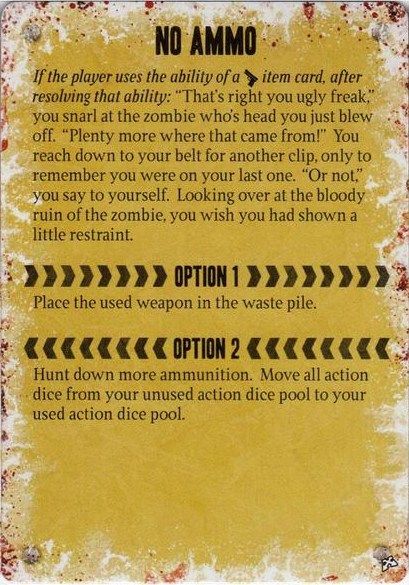 NO AMMO
If the player uses the ability of a item card, after
resolving that ability: “That’s right you ugly freak,”
you snarl at the zombie who’s head you just blew
off. “Plenty more where that came from!” You
reach down to your belt for another clip, only to
remember you were on your last one. “Or not,”
you say to yourself. Looking over at the bloody
ruin of the zombie, you wish you had shown a
little restraint.
OPTION 1
Place the used weapon in the waste pile.
OPTION 2
Hunt down more ammunition. Move all action
dice from your unused action dice pool to your
used action dice pool.